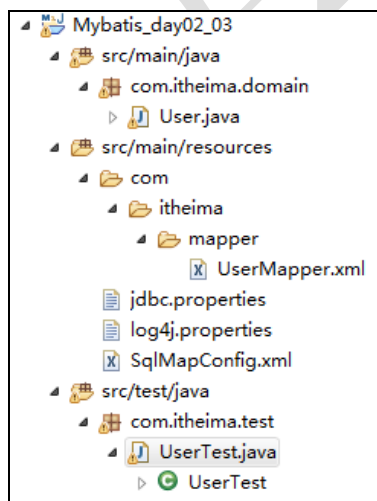 Mybatis_day02_03
src/main/java
com.itheima.domain
User.java
src/main/resources
com
itheima
mapper
UserMapper.xml
jdbc.properties
log4j.properties
SqlMapConfig.xml
src/test/java
com.itheima.test
UserTest.java
UserTest